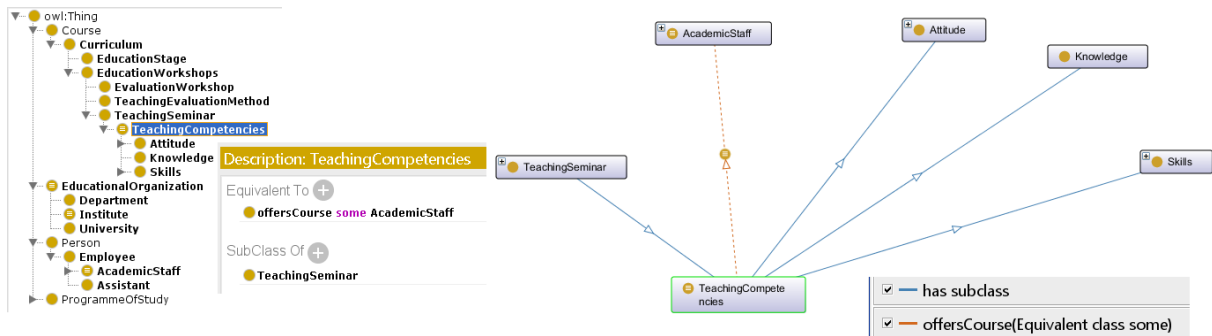 owl:Thing
Course
Curriculum
EducationStage
EducationWorkshops
EvaluationWorkshop
TeachingEvaluationMethod
TeachingSeminar
TeachingCompetencies
Attitude
Knowledge
Skills
EducationalOrganization
Department
Institute
University
Person
Employee
AcademicStaff
Assistant
ProgrammeOfStudy
Description: TeachingCompetencies
Equivalent To
offersCourse some AcademicStaff
SubClass Of
TeachingSeminar
AcademicStaff
Attitude
Knowledge
TeachingSeminar
Skills
TeachingCompete
ncies
has subclass
offersCourse(Equivalent class some)